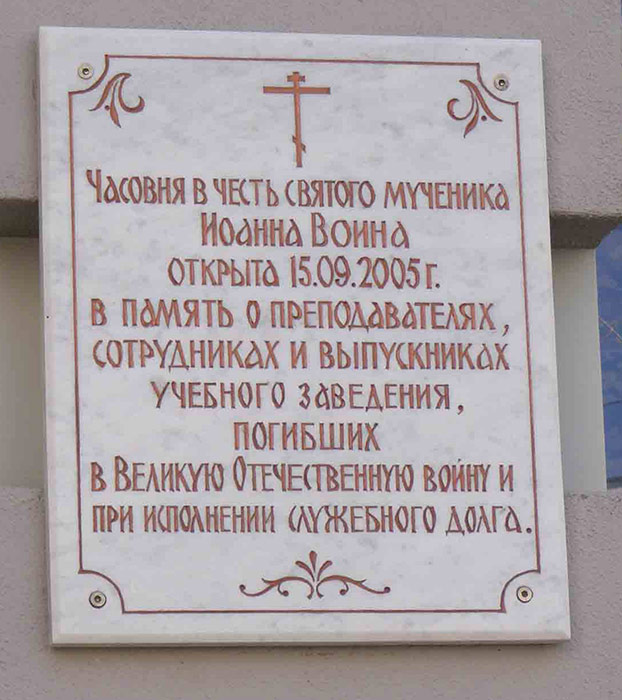 Часовня в честь святого мученика
Иоанна Воина
открыта 15.09.2005г.
в память о преподавателях,
сотрудниках и выпускниках
учебного заведения,
погибших
в Великую Отечественную войну и
при исполнении служебного долга.